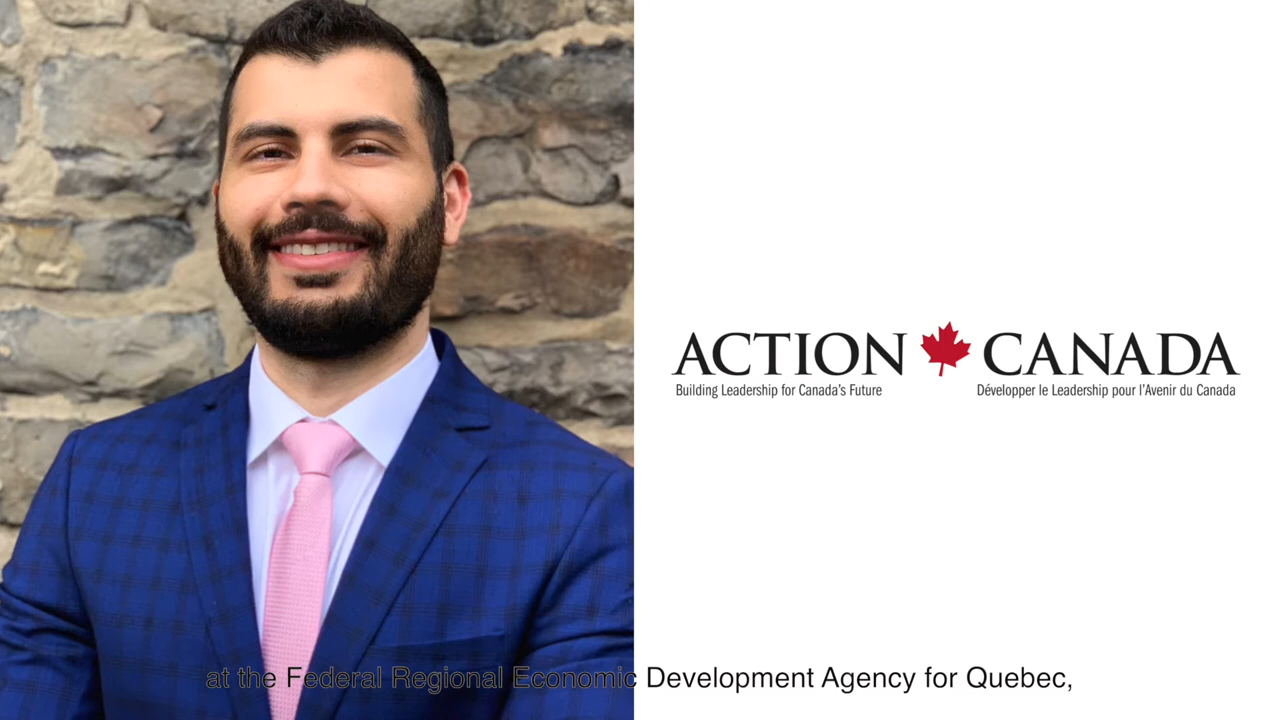 ACTION CANADA
Building Leadership for Canada's Future Développer le Leadership pour l'Avenir du Canada
at the Federal Regional Economic Development Agency for Quebec,